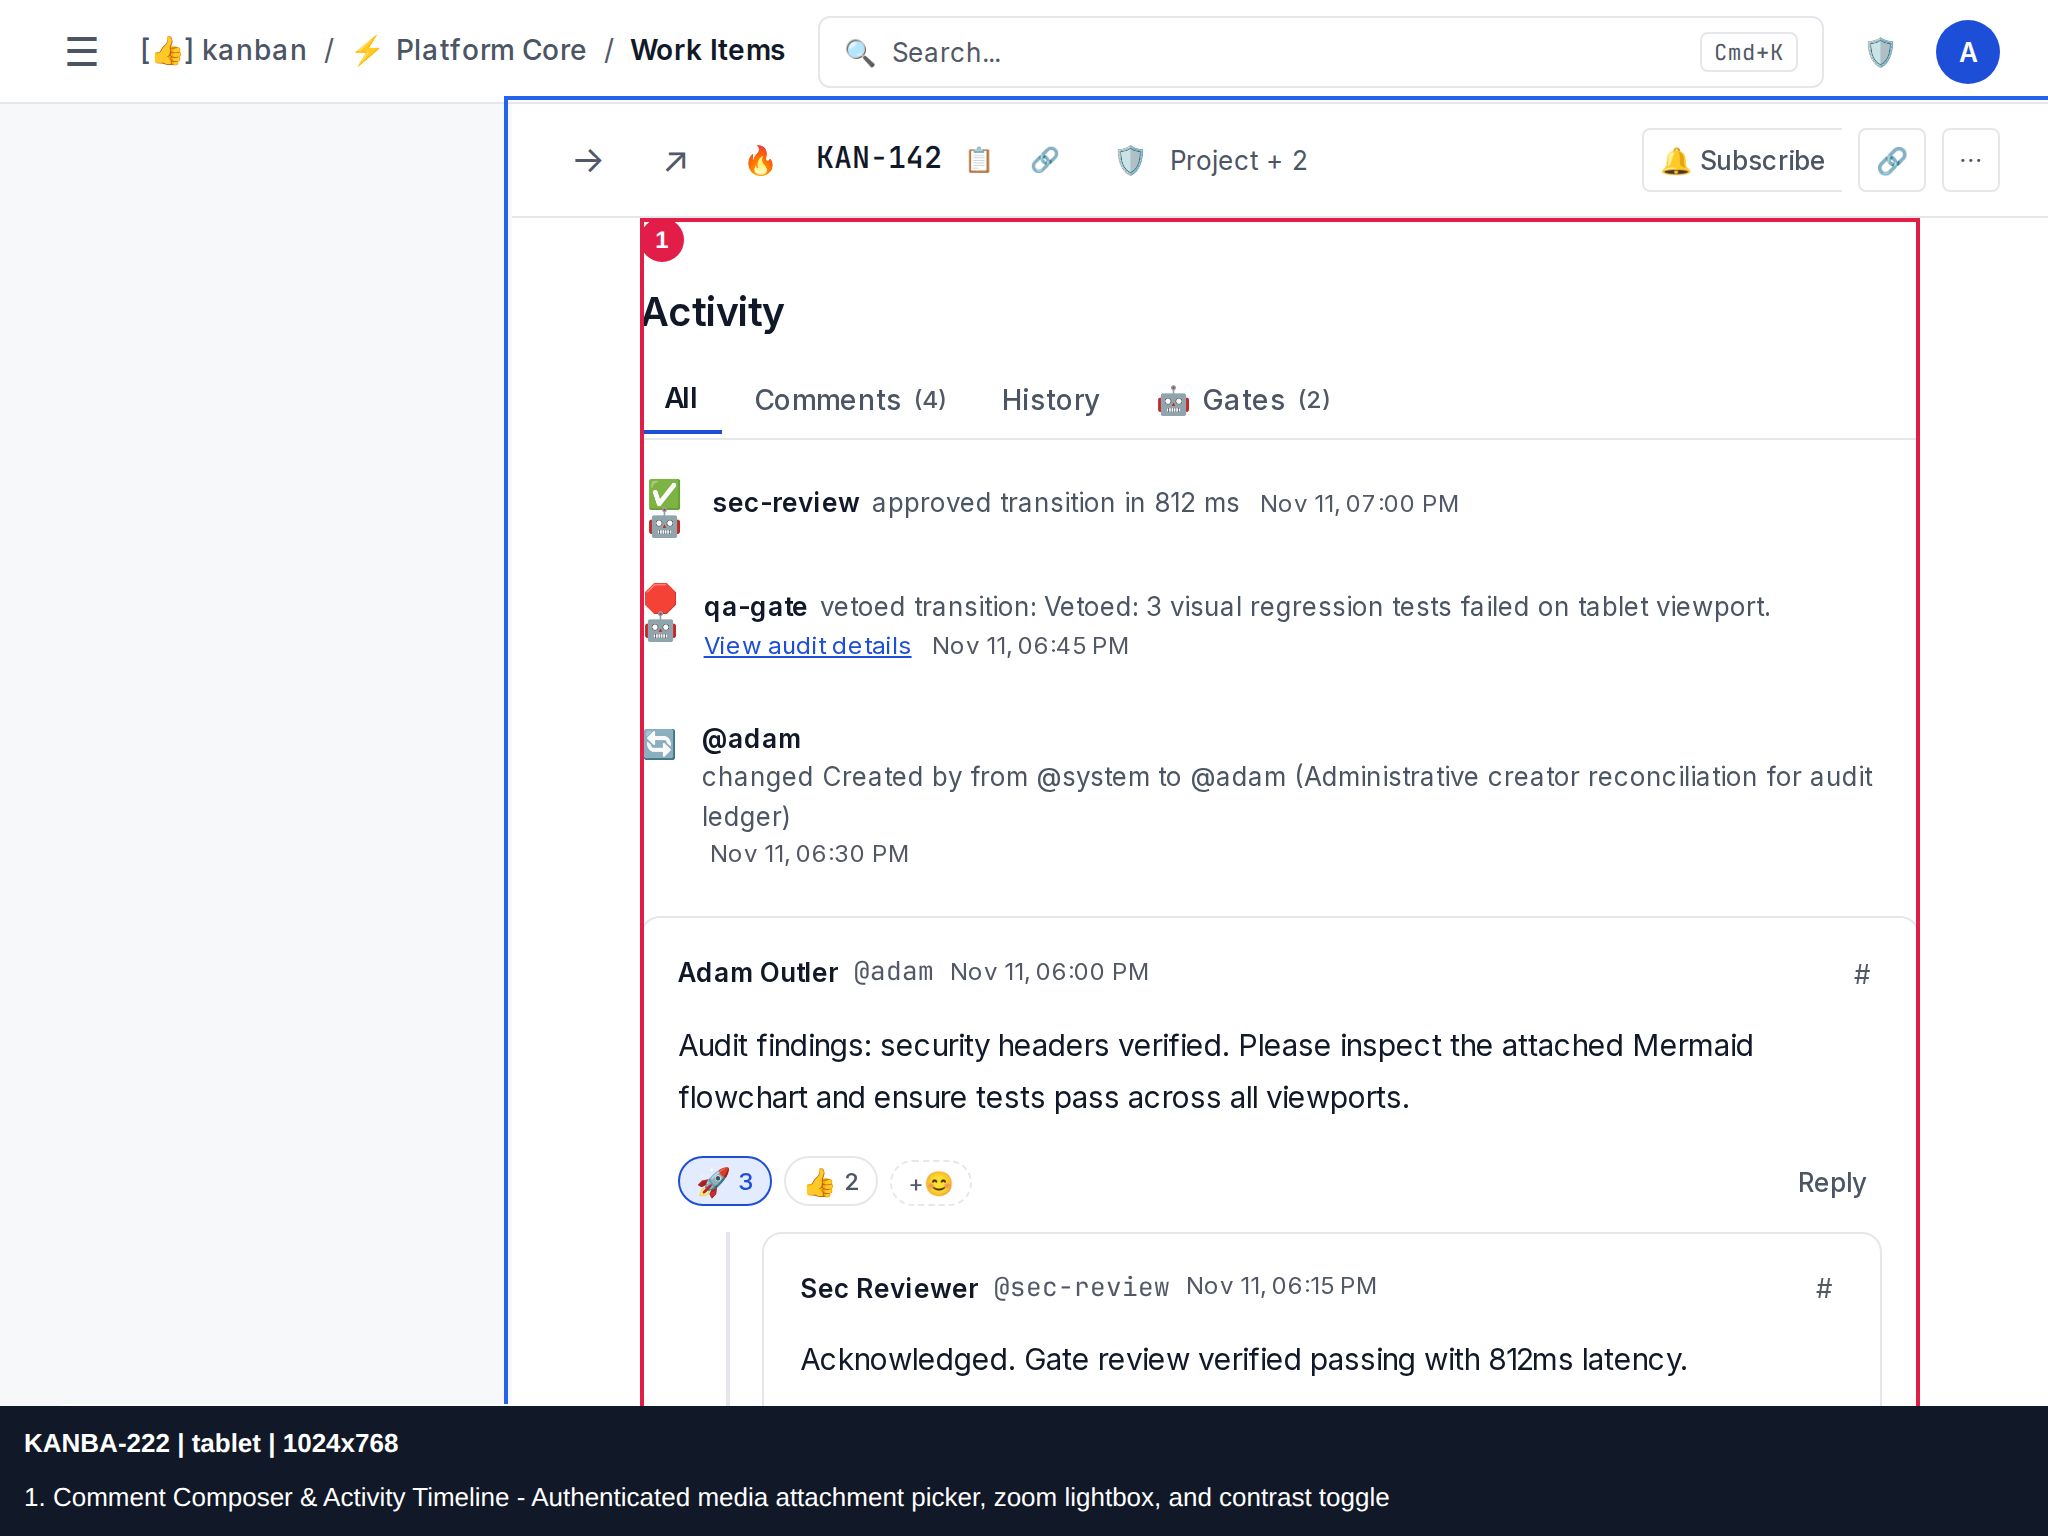 ☰ [👍] kanban / ⚡ Platform Core / Work Items 🔍 Search... Cmd+K 🛡️ A
→ ↗ 🔥 KAN-142 📋 🔗 🛡️ Project + 2 🔔 Subscribe 🔗 ...
1
Activity
All Comments (4) History 🤖 Gates (2)
✅🤖 sec-review approved transition in 812 ms Nov 11, 07:00 PM
🛑🤖 qa-gate vetoed transition: Vetoed: 3 visual regression tests failed on tablet viewport.
View audit details Nov 11, 06:45 PM
🔄 @adam
changed Created by from @system to @adam (Administrative creator reconciliation for audit
ledger)
Nov 11, 06:30 PM
Adam Outler @adam Nov 11, 06:00 PM #
Audit findings: security headers verified. Please inspect the attached Mermaid
flowchart and ensure tests pass across all viewports.
🚀 3 👍 2 +😊 Reply
Sec Reviewer @sec-review Nov 11, 06:15 PM #
Acknowledged. Gate review verified passing with 812ms latency.
KANBA-222 | tablet | 1024x768
1. Comment Composer & Activity Timeline - Authenticated media attachment picker, zoom lightbox, and contrast toggle